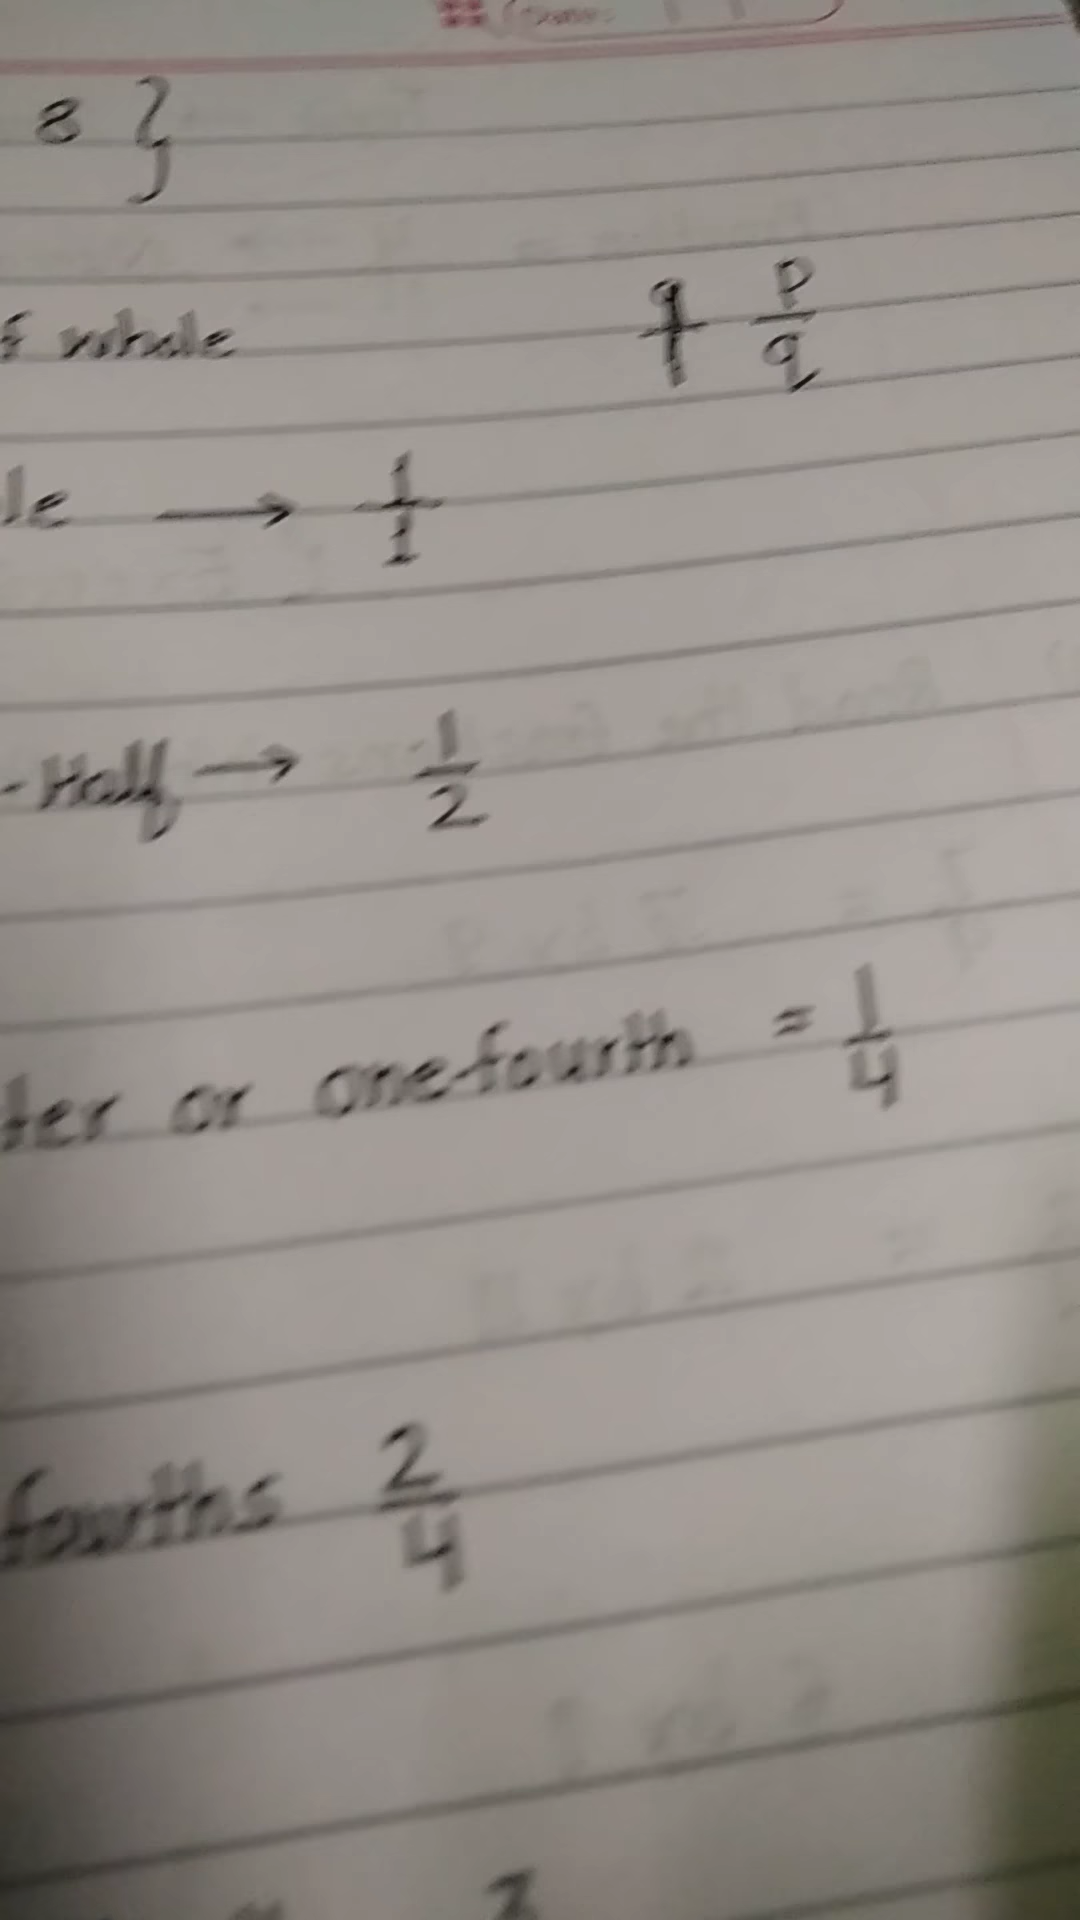 8 }
f whole p/q
le → 1/1
-Half → 1/2
ter or one-fourth = 1/4
fourths 2/4